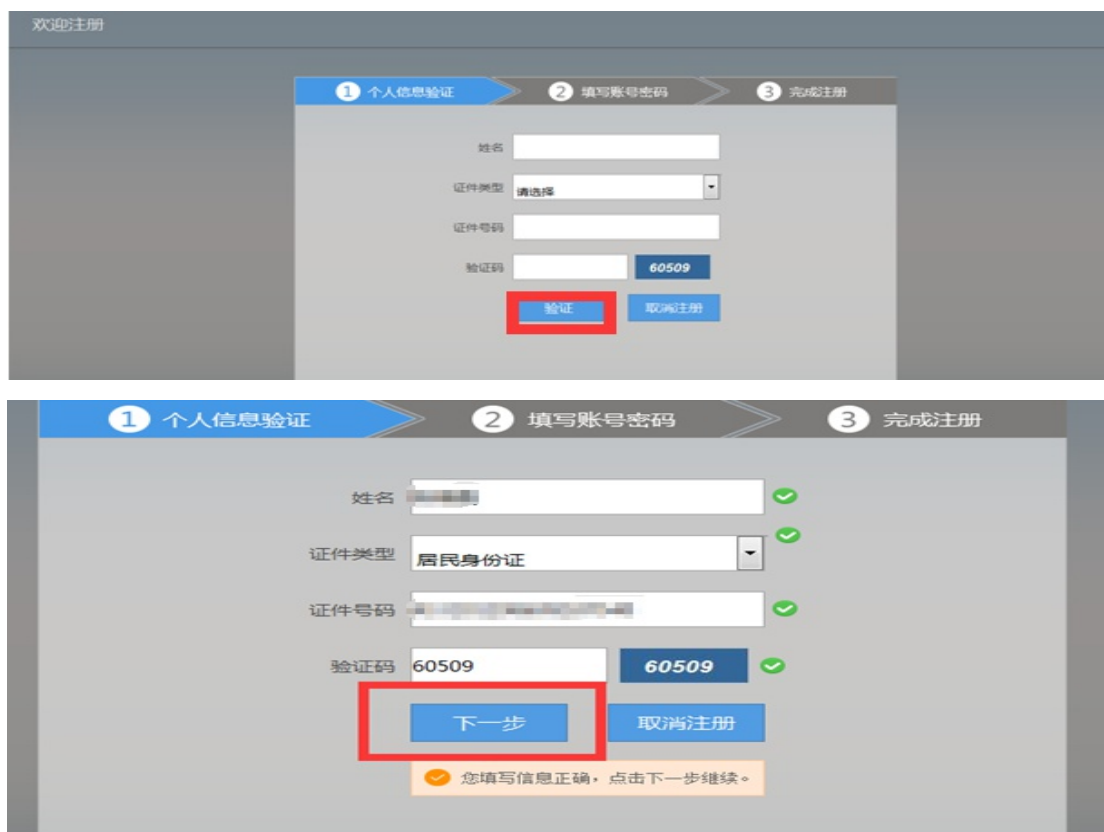 欢迎注册
1 个人信息验证 2 填写账号密码 3 完成注册
姓名
证件类型 请选择
证件号码
验证码 60509
验证 取消注册
1 个人信息验证 2 填写账号密码 3 完成注册
姓名
证件类型 居民身份证
证件号码
验证码 60509 60509
下一步 取消注册
您填写信息正确，点击下一步继续。